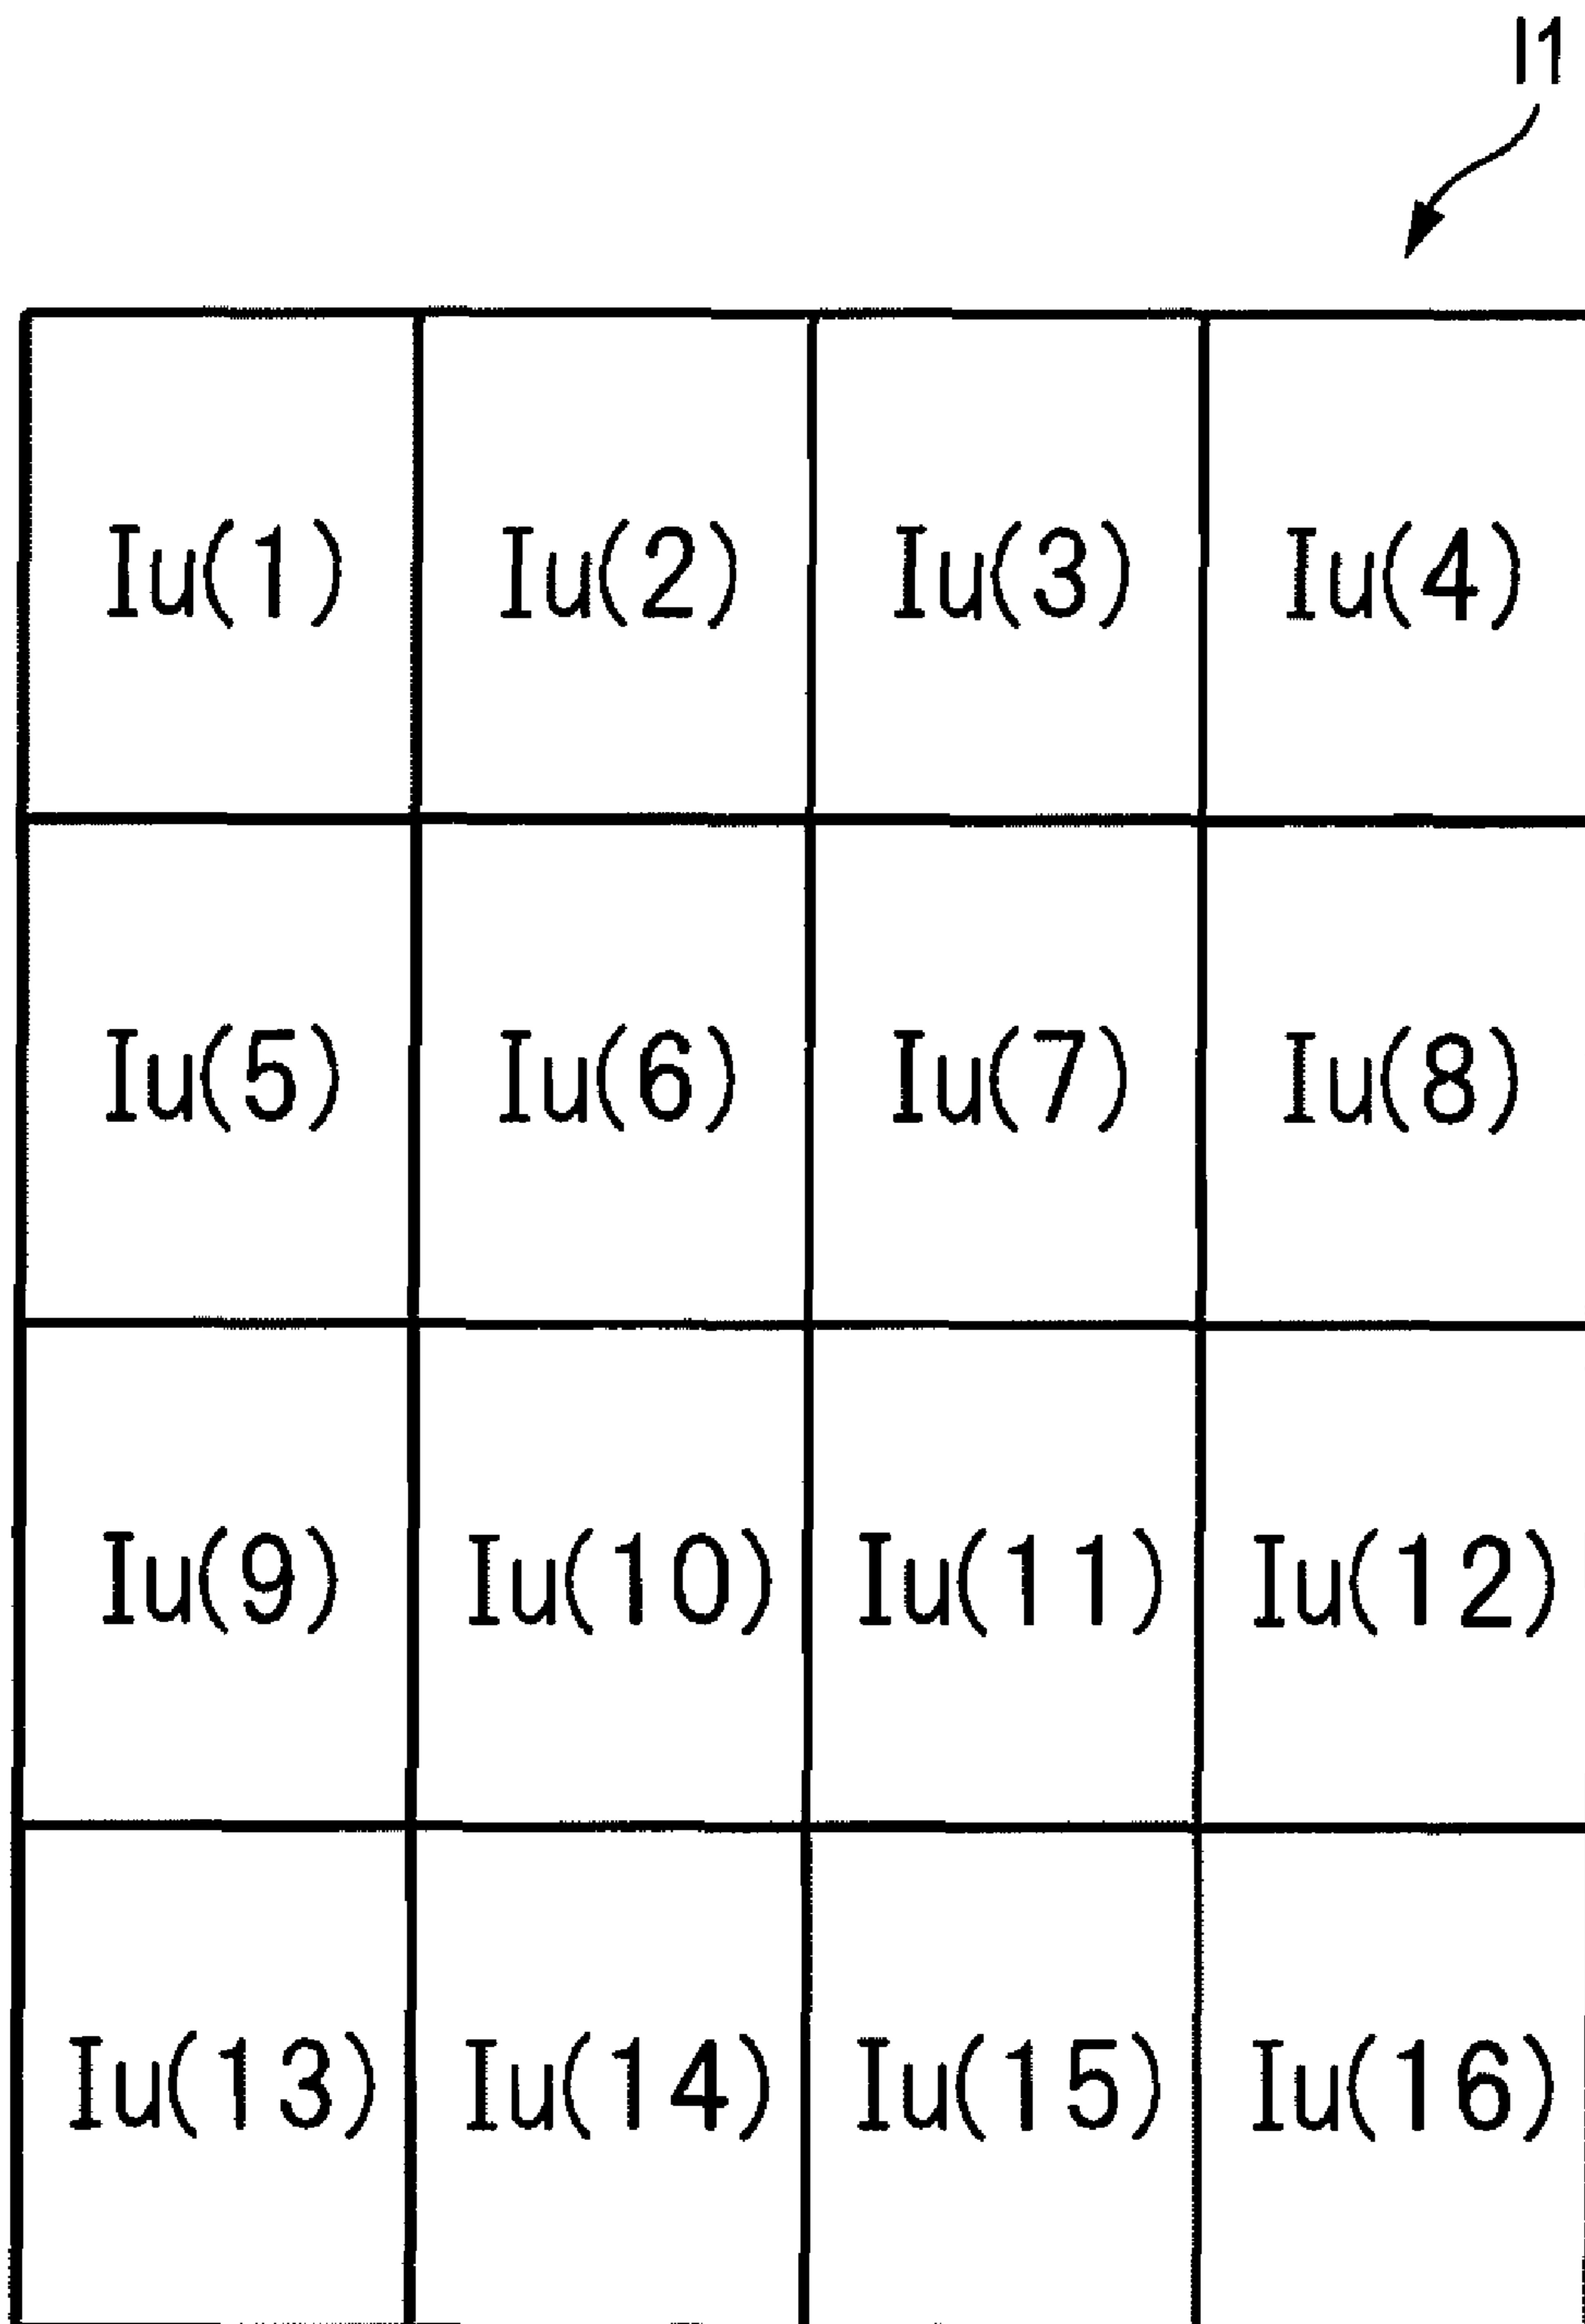 I1
Iu(1) Iu(2) Iu(3) Iu(4)
Iu(5) Iu(6) Iu(7) Iu(8)
Iu(9) Iu(10) Iu(11) Iu(12)
Iu(13) Iu(14) Iu(15) Iu(16)